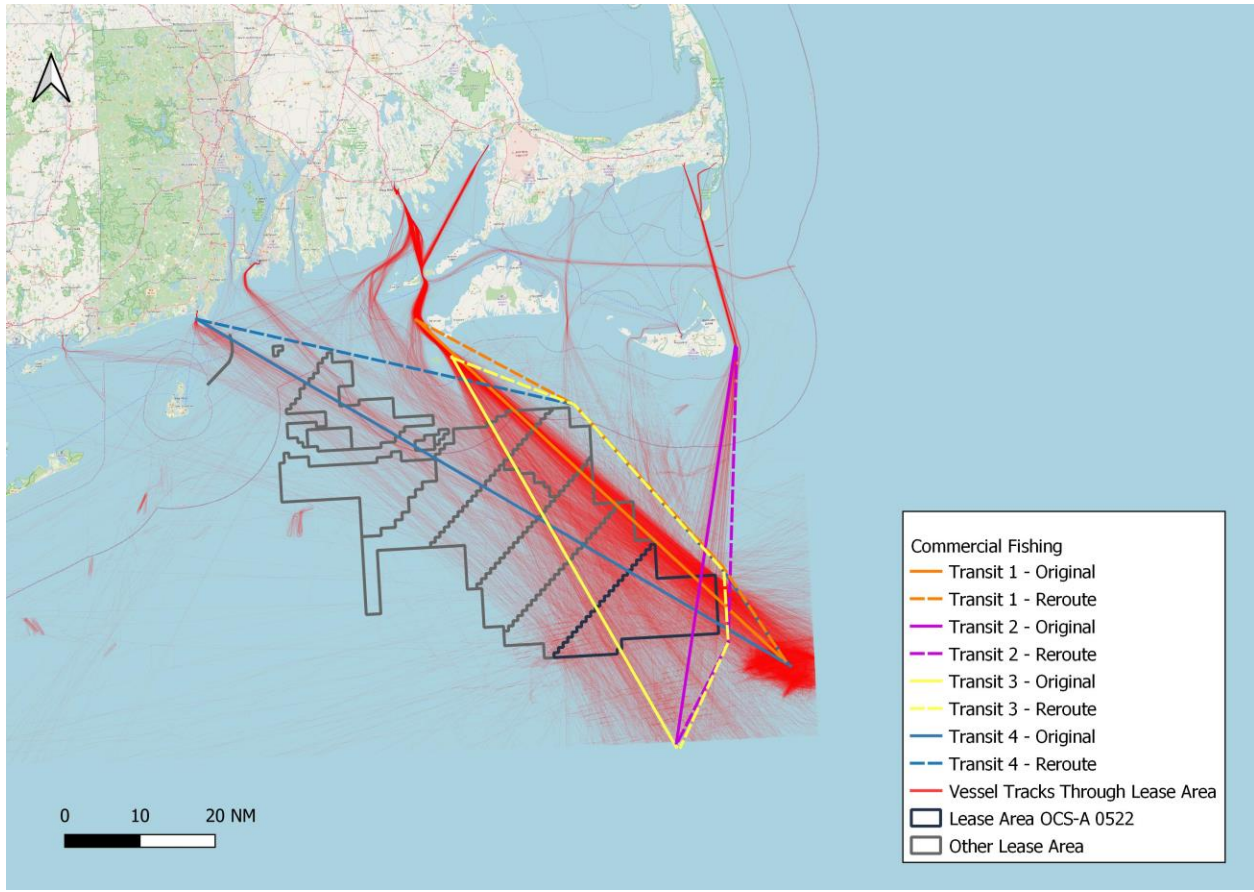 0 10 20 NM
Commercial Fishing
Transit 1 - Original
Transit 1 - Reroute
Transit 2 - Original
Transit 2 - Reroute
Transit 3 - Original
Transit 3 - Reroute
Transit 4 - Original
Transit 4 - Reroute
Vessel Tracks Through Lease Area
Lease Area OCS-A 0522
Other Lease Area